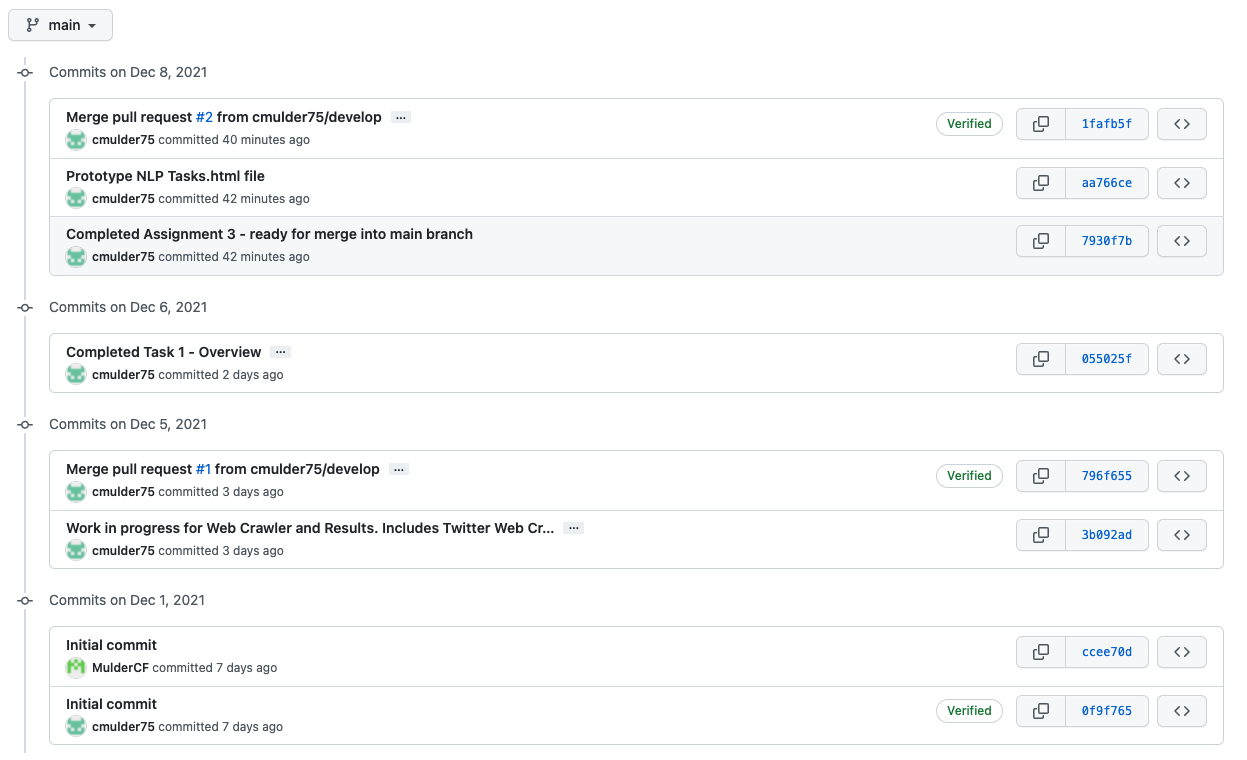 main
Commits on Dec 8, 2021
Merge pull request #2 from cmulder75/develop ...
Verified
1fafb5f
cmulder75 committed 40 minutes ago
Prototype NLP Tasks.html file
aa766ce
cmulder75 committed 42 minutes ago
Completed Assignment 3 - ready for merge into main branch
7930f7b
cmulder75 committed 42 minutes ago
Commits on Dec 6, 2021
Completed Task 1 - Overview ...
055025f
cmulder75 committed 2 days ago
Commits on Dec 5, 2021
Merge pull request #1 from cmulder75/develop ...
Verified
796f655
cmulder75 committed 3 days ago
Work in progress for Web Crawler and Results. Includes Twitter Web Cr... ...
3b092ad
cmulder75 committed 3 days ago
Commits on Dec 1, 2021
Initial commit
ccee70d
MulderCF committed 7 days ago
Initial commit
Verified
0f9f765
cmulder75 committed 7 days ago